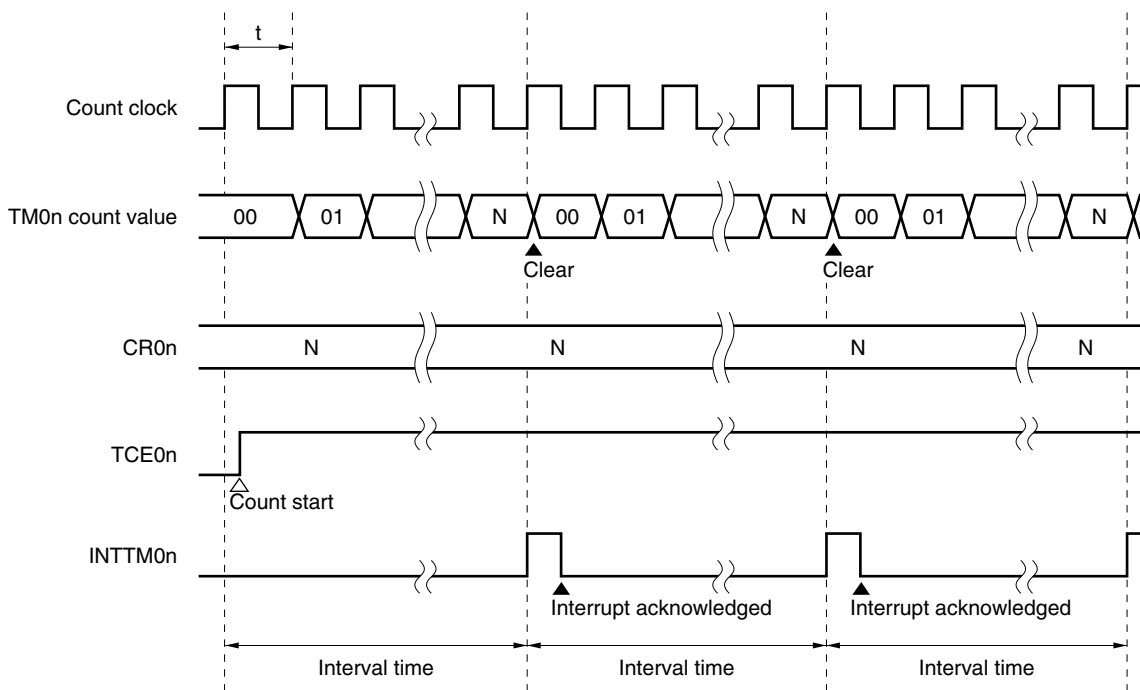 t
Count clock
TM0n count value 00 01 N 00 01 N 00 01 N
Clear Clear
CR0n N N N N
TCE0n
Count start
INTTM0n
Interrupt acknowledged Interrupt acknowledged
Interval time Interval time Interval time